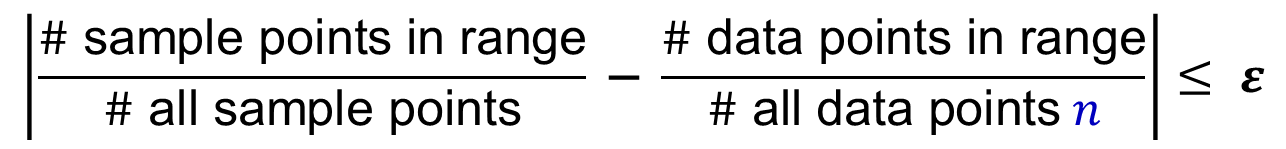 |# sample points in range / # all sample points − # data points in range / # all data points n| ≤ ε